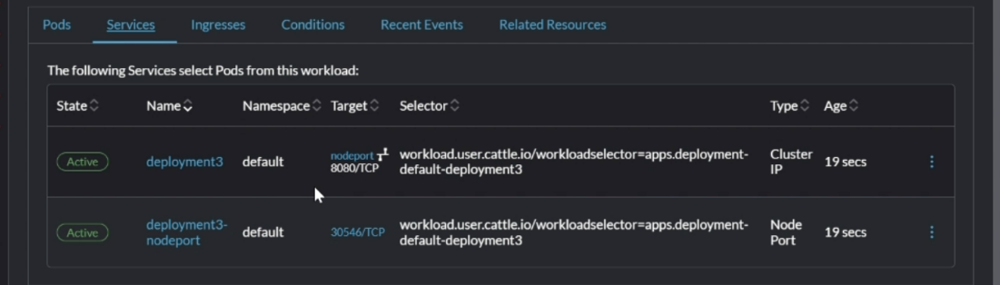 Pods Services Ingresses Conditions Recent Events Related Resources
The following Services select Pods from this workload:
State Name Namespace Target Selector Type Age
Active deployment3 default nodeport 8080/TCP workload.user.cattle.io/workloadselector=apps.deployment-default-deployment3 Cluster IP 19 secs
Active deployment3-nodeport default 30546/TCP workload.user.cattle.io/workloadselector=apps.deployment-default-deployment3 Node Port 19 secs